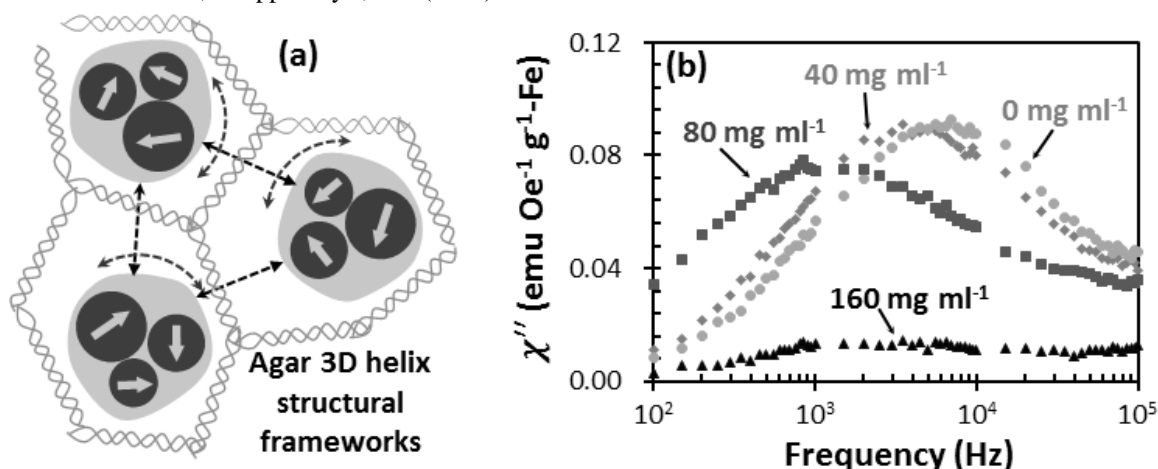 (a)
Agar 3D helix
structural
frameworks
(b)
χ″ (emu Oe⁻¹ g⁻¹-Fe)
0.12
0.08
0.04
0.00
40 mg ml⁻¹
0 mg ml⁻¹
80 mg ml⁻¹
160 mg ml⁻¹
10² 10³ 10⁴ 10⁵
Frequency (Hz)